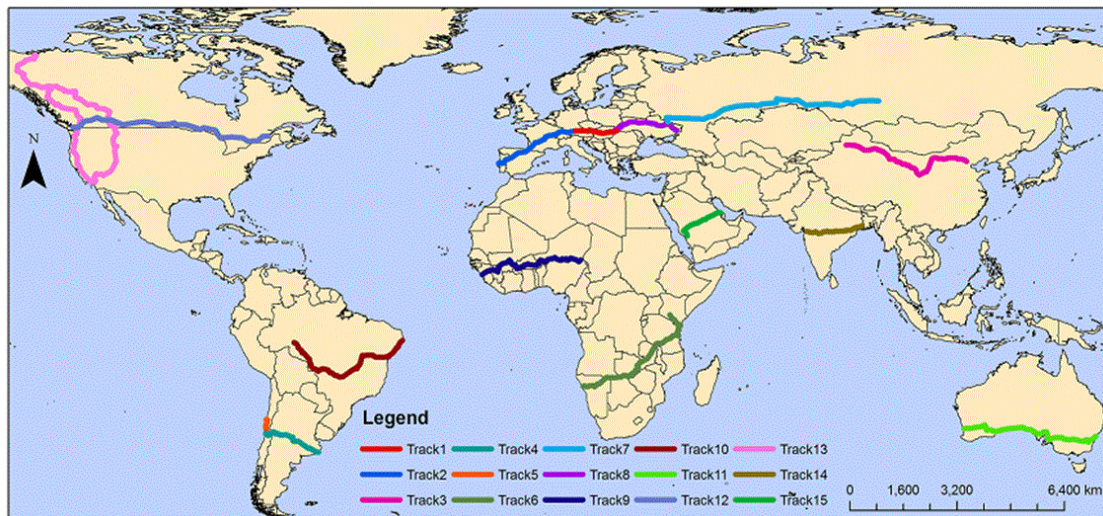 N
Legend
Track1 Track4 Track7 Track10 Track13
Track2 Track5 Track8 Track11 Track14
Track3 Track6 Track9 Track12 Track15
0 1,600 3,200 6,400 km